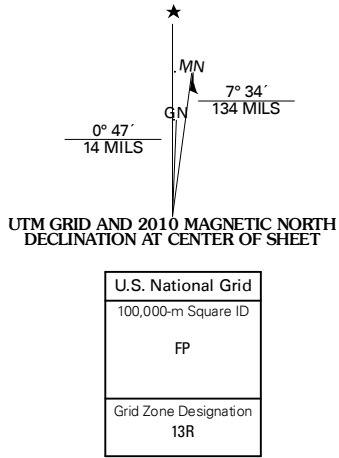 MN
7° 34´
134 MILS
GN
0° 47´
14 MILS
UTM GRID AND 2010 MAGNETIC NORTH
DECLINATION AT CENTER OF SHEET
U.S. National Grid
100,000-m Square ID
FP
Grid Zone Designation
13R